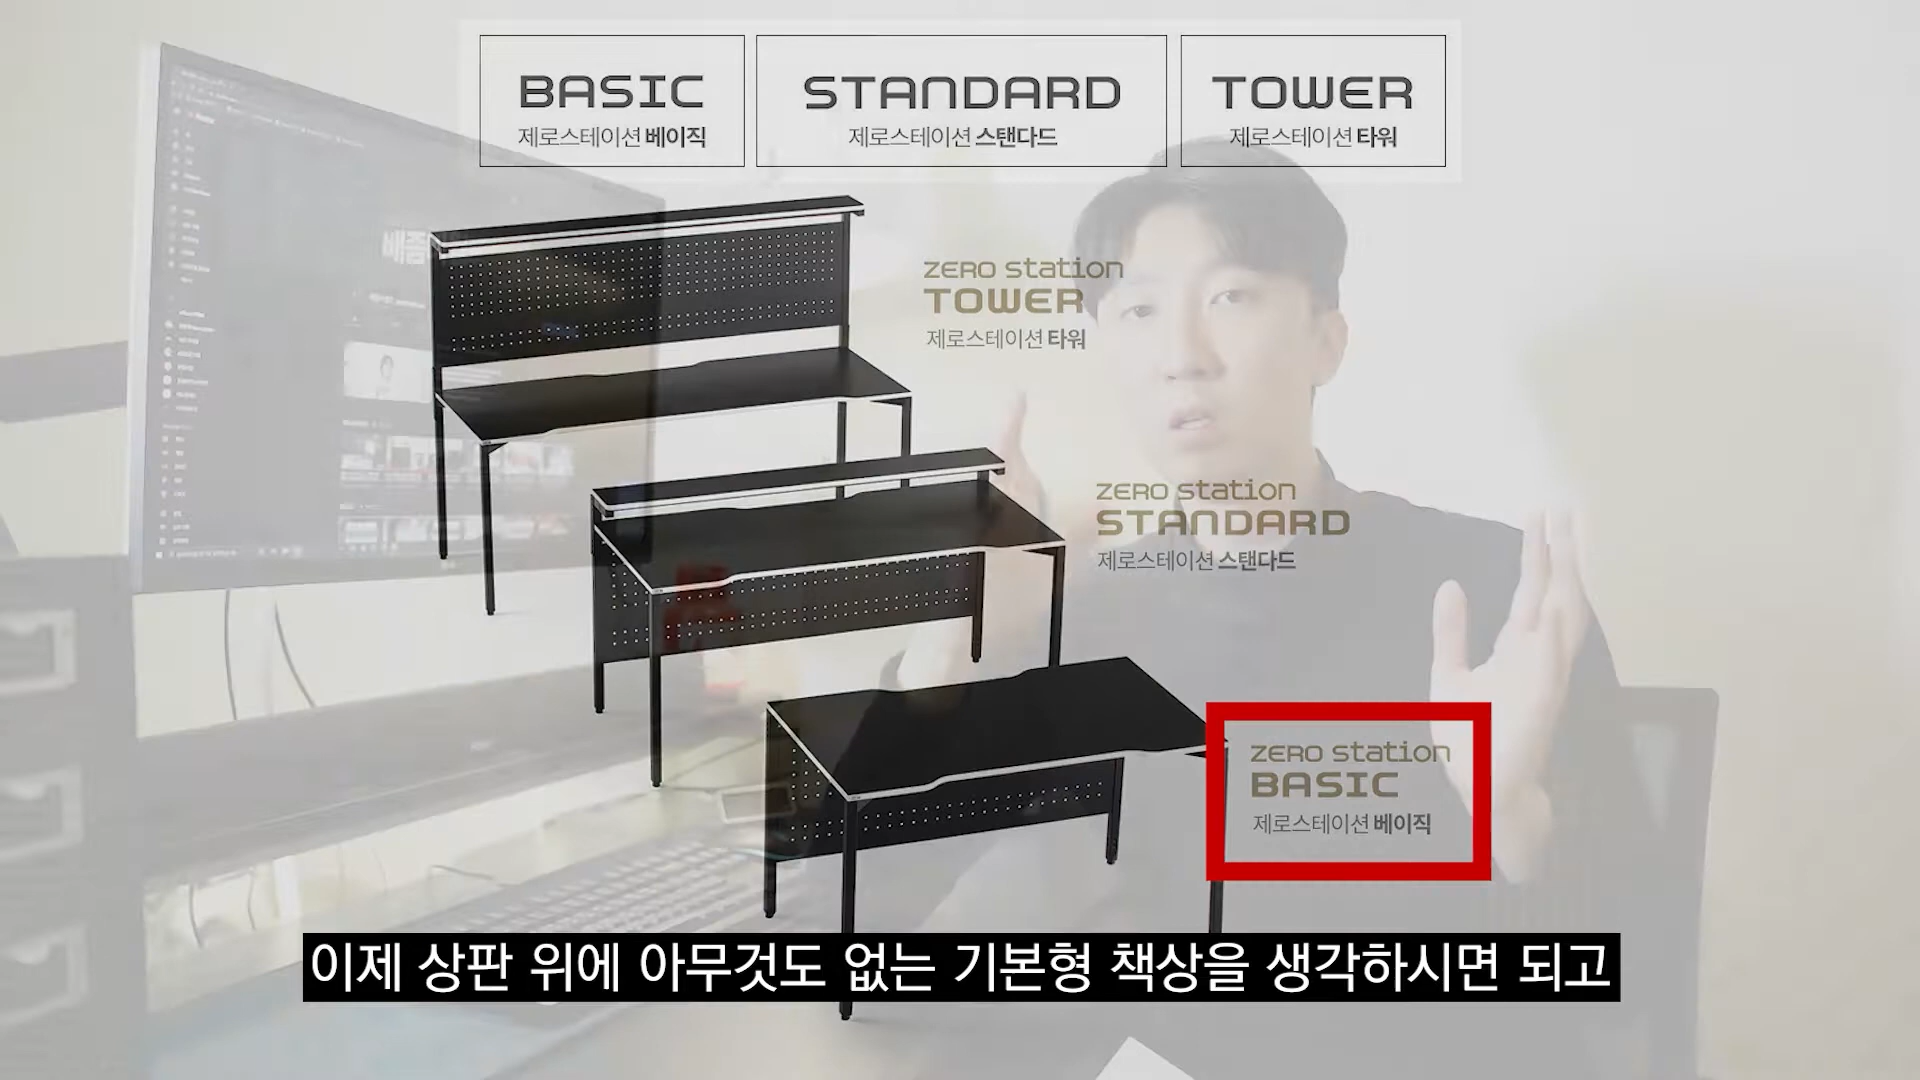 BASIC
제로스테이션 베이직
STANDARD
제로스테이션 스탠다드
TOWER
제로스테이션 타워
ZERO station
TOWER
제로스테이션 타워
ZERO station
STANDARD
제로스테이션 스탠다드
ZERO station
BASIC
제로스테이션 베이직
이제 상판 위에 아무것도 없는 기본형 책상을 생각하시면 되고